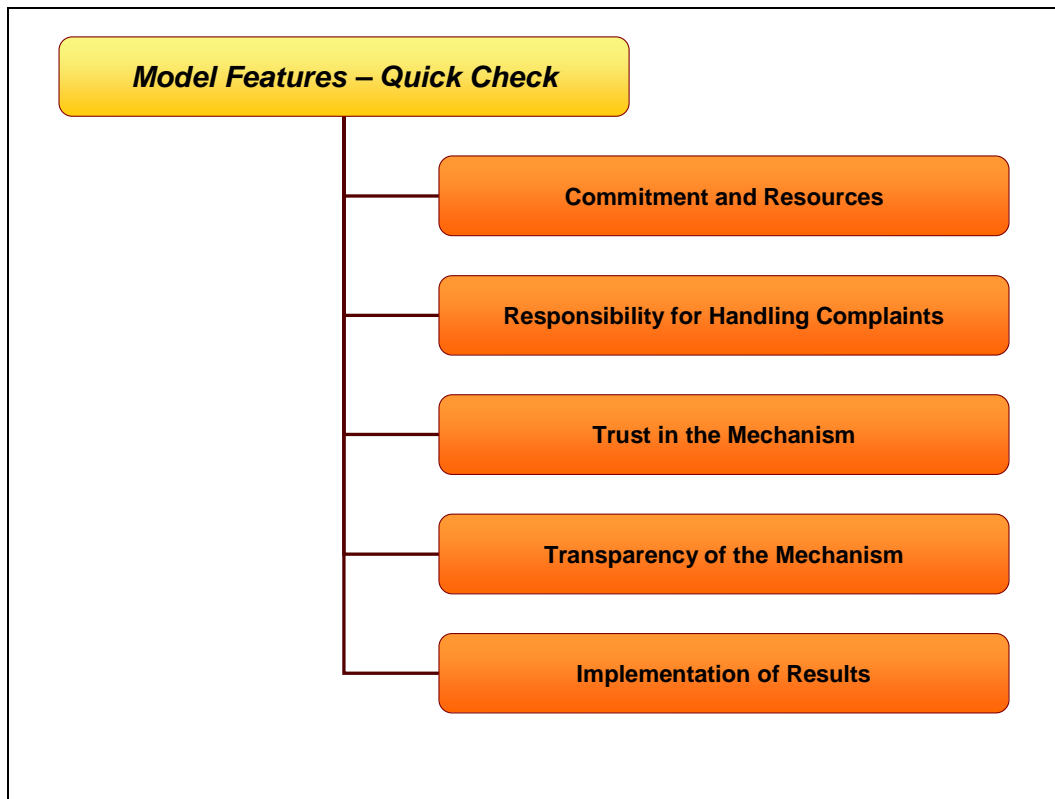 Model Features – Quick Check
Commitment and Resources
Responsibility for Handling Complaints
Trust in the Mechanism
Transparency of the Mechanism
Implementation of Results